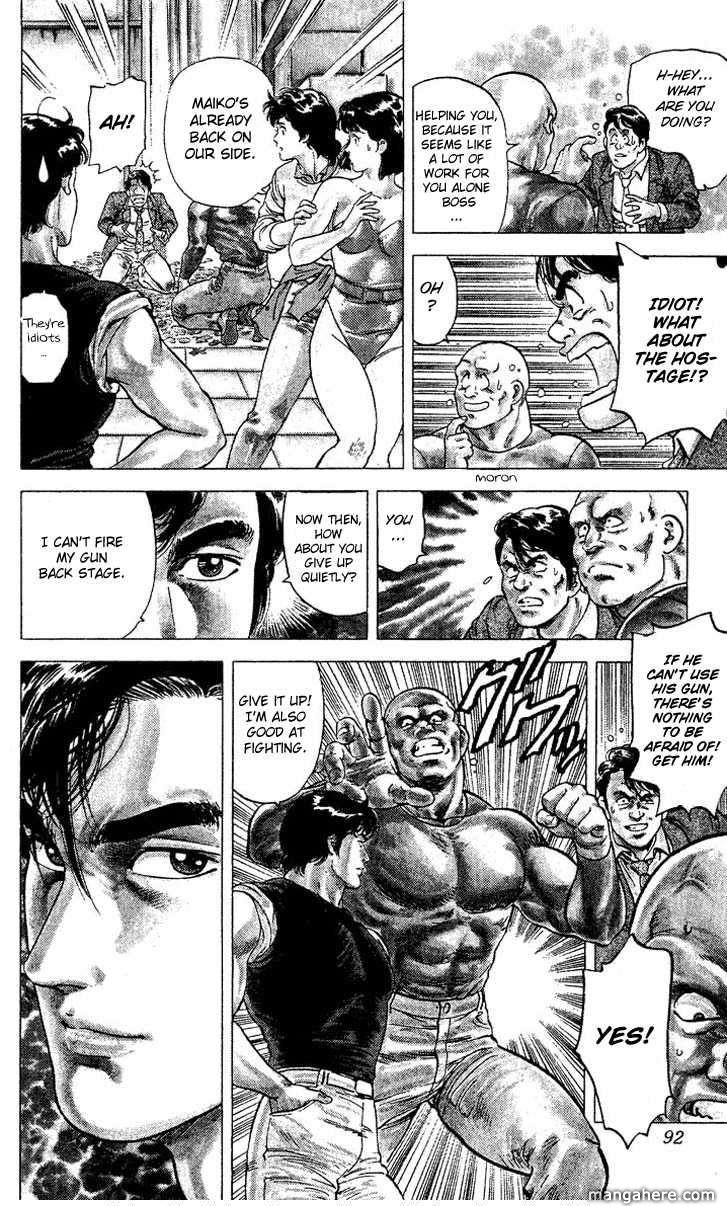 H-HEY...
WHAT
ARE YOU
DOING?
HELPING YOU,
BECAUSE IT
SEEMS LIKE
A LOT OF
WORK FOR
YOU ALONE
BOSS
...
IDIOT!
WHAT
ABOUT
THE HOS-
TAGE!?
OH
?
moron
MAIKO'S
ALREADY
BACK ON
OUR SIDE.
AH!
They're
idiots
..
YOU
...
NOW THEN,
HOW
ABOUT YOU
GIVE UP
QUIETLY?
I CAN'T FIRE
MY GUN
BACK STAGE.
IF HE
CAN'T USE
HIS GUN,
THERE'S
NOTHING
TO BE
AFRAID OF!
GET HIM!
YES!
グワッ
GIVE IT UP!
I'M ALSO
GOOD AT
FIGHTING.
92
mangahere.com